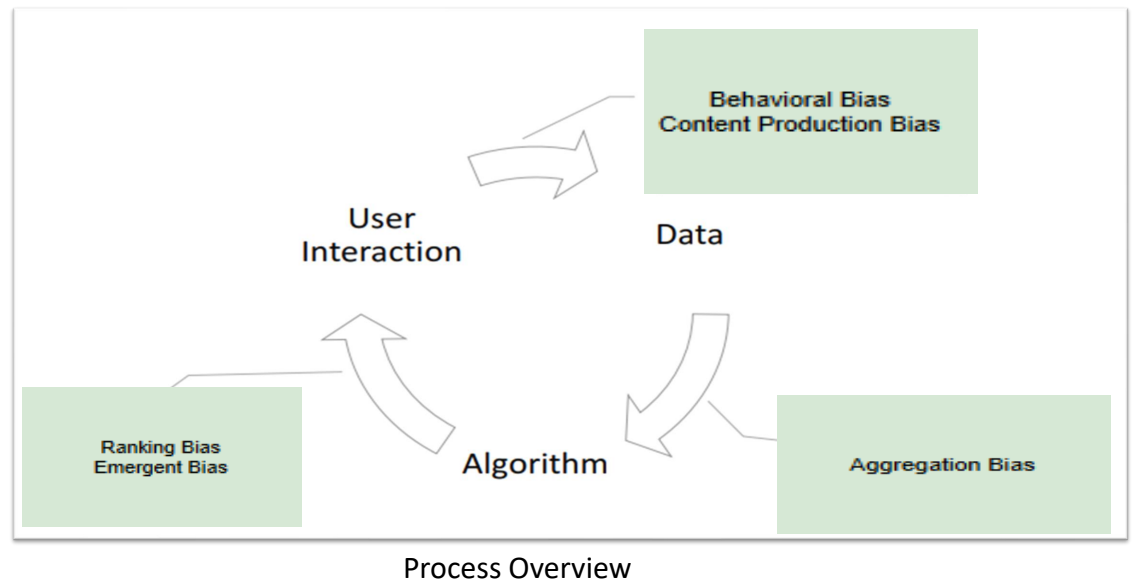 Behavioral Bias
Content Production Bias
User
Interaction
Data
Ranking Bias
Emergent Bias
Algorithm
Aggregation Bias
Process Overview